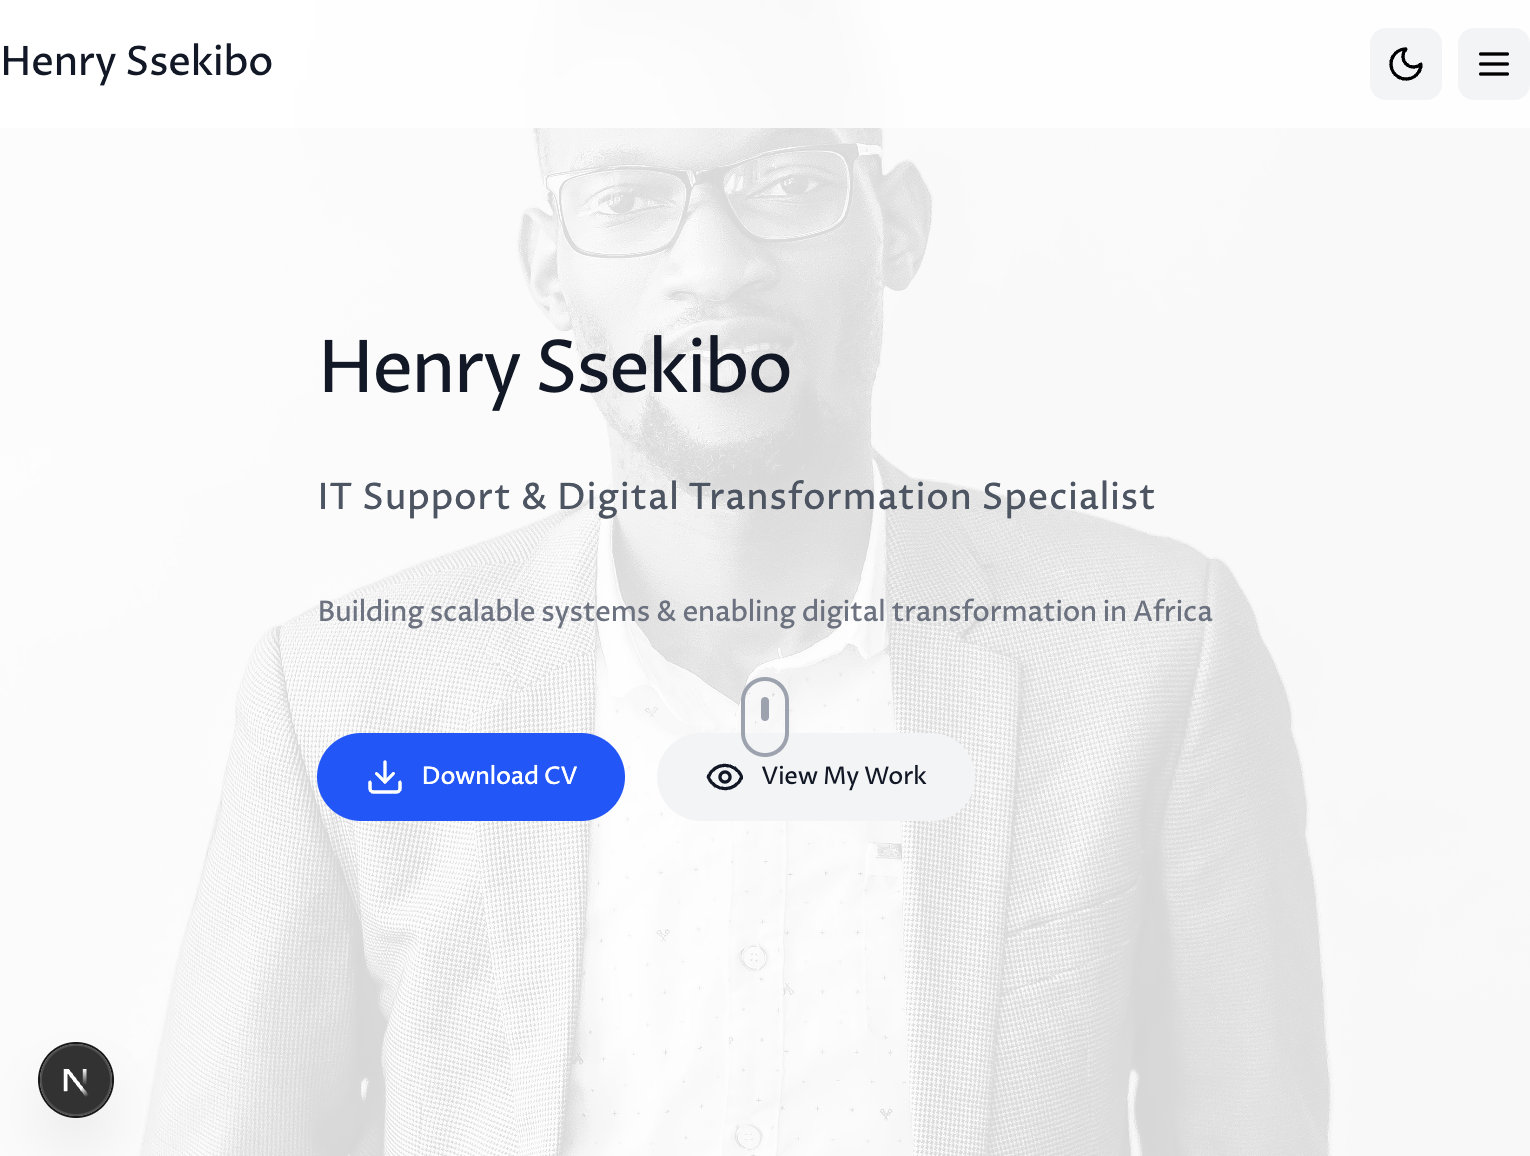 Henry Ssekibo
Henry Ssekibo
IT Support & Digital Transformation Specialist
Building scalable systems & enabling digital transformation in Africa
Download CV
View My Work
N